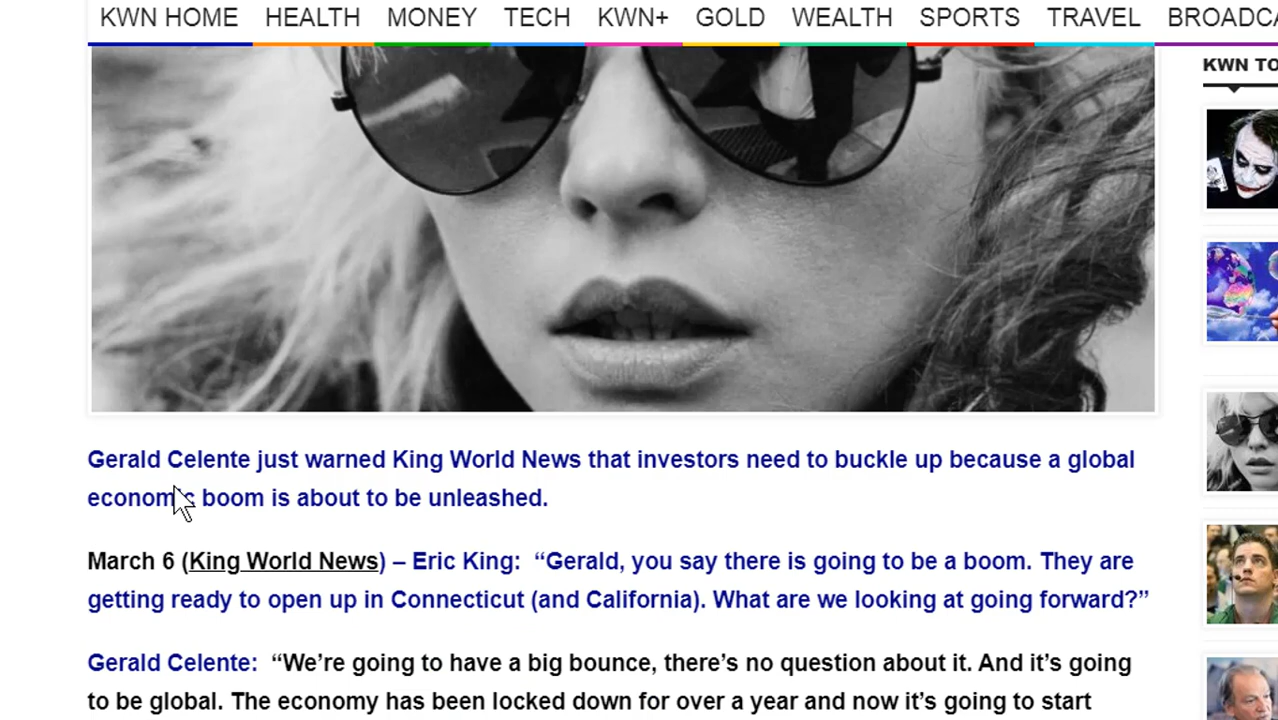 KWN HOME HEALTH MONEY TECH KWN+ GOLD WEALTH SPORTS TRAVEL
KWN
Gerald Celente just warned King World News that investors need to buckle up because a global
economic boom is about to be unleashed.
March 6 (King World News) – Eric King:  “Gerald, you say there is going to be a boom. They are
getting ready to open up in Connecticut (and California). What are we looking at going forward?”
Gerald Celente:  “We’re going to have a big bounce, there’s no question about it. And it’s going
to be global. The economy has been locked down for over a year and now it’s going to start